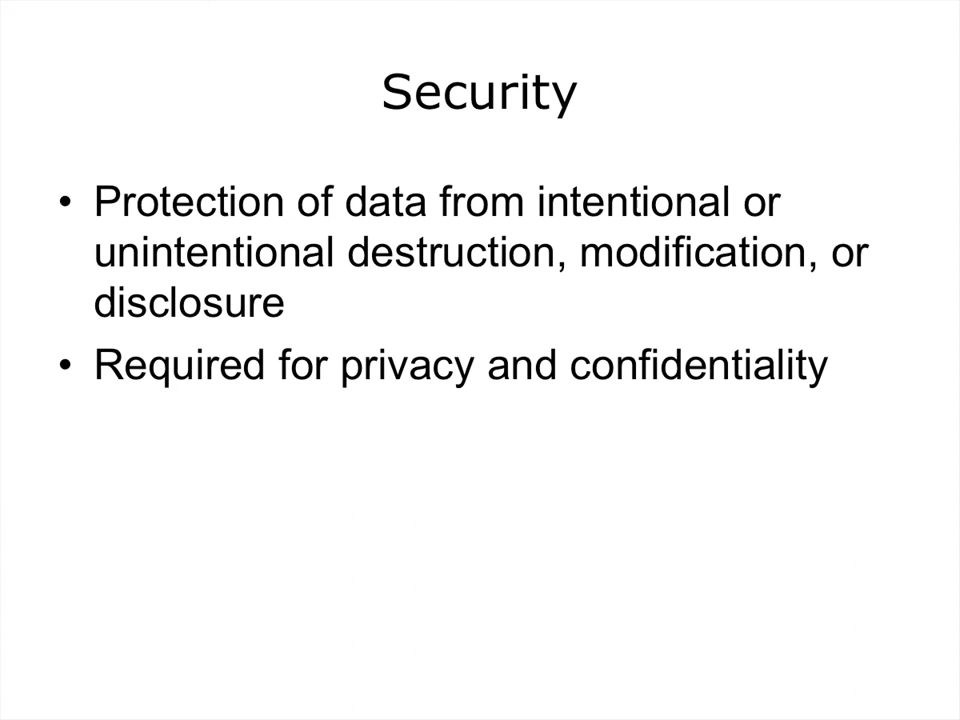 Security
• Protection of data from intentional or
unintentional destruction, modification, or
disclosure
• Required for privacy and confidentiality